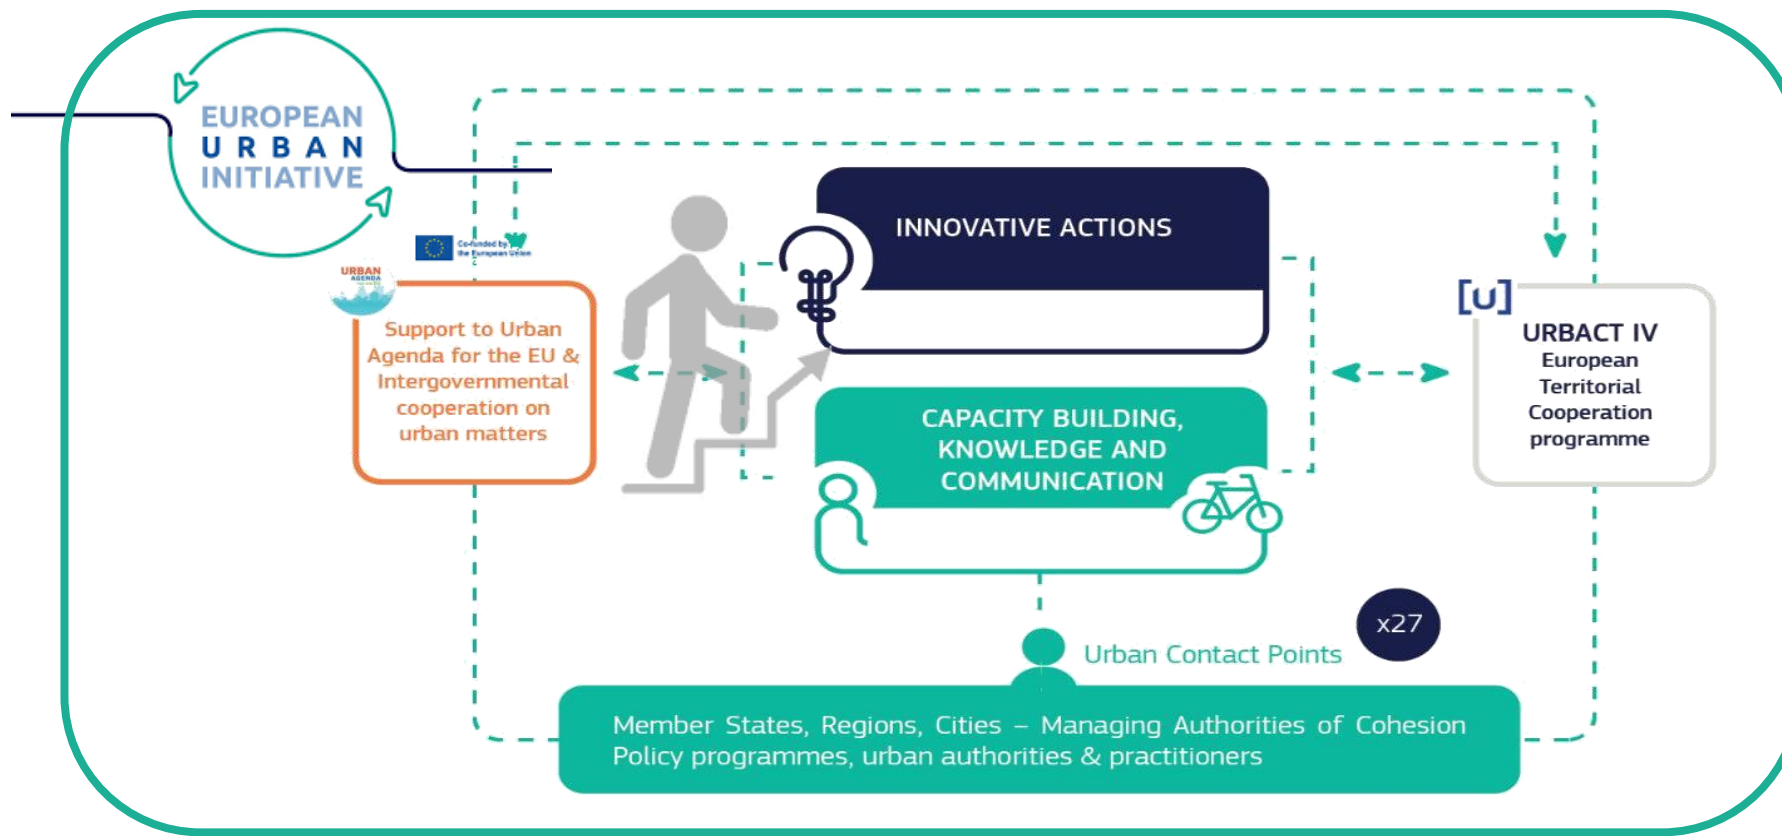 EUROPEAN
URBAN
INITIATIVE
Co-funded by
the European Union
URBAN
AGENDA
Support to Urban
Agenda for the EU &
Intergovernmental
cooperation on
urban matters
INNOVATIVE ACTIONS
CAPACITY BUILDING,
KNOWLEDGE AND
COMMUNICATION
[u]
URBACT IV
European
Territorial
Cooperation
programme
x27
Urban Contact Points
Member States, Regions, Cities – Managing Authorities of Cohesion
Policy programmes, urban authorities & practitioners